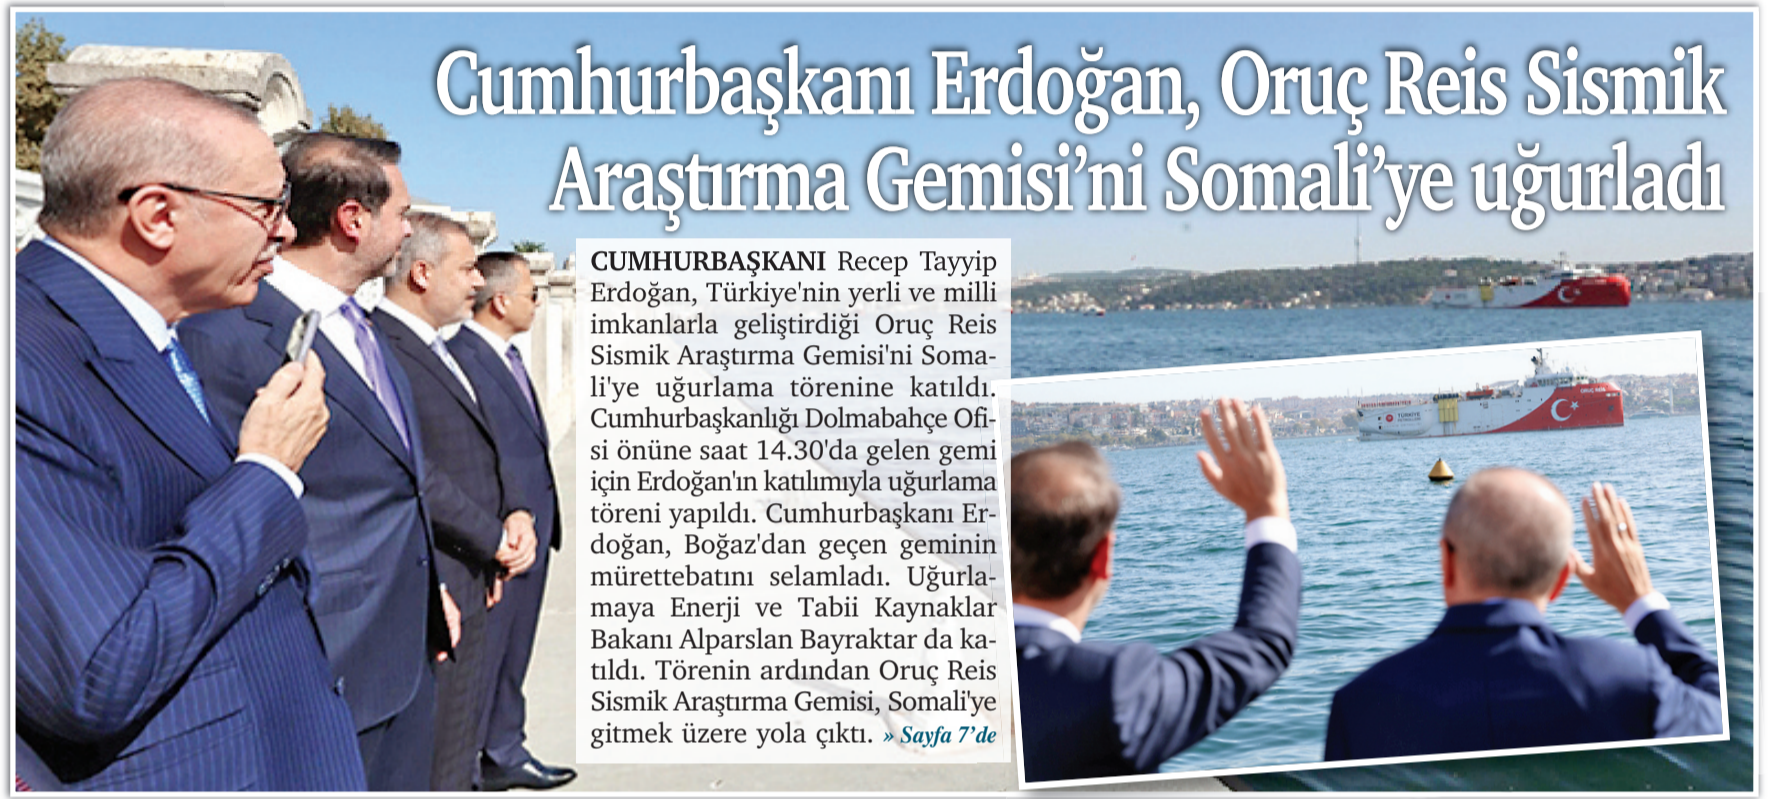 Cumhurbaşkanı Erdoğan, Oruç Reis Sismik
Araştırma Gemisi’ni Somali’ye uğurladı
CUMHURBAŞKANI Recep Tayyip
Erdoğan, Türkiye'nin yerli ve milli
imkanlarla geliştirdiği Oruç Reis
Sismik Araştırma Gemisi'ni Soma-
li'ye uğurlama törenine katıldı.
Cumhurbaşkanlığı Dolmabahçe Ofi-
si önüne saat 14.30'da gelen gemi
için Erdoğan'ın katılımıyla uğurlama
töreni yapıldı. Cumhurbaşkanı Er-
doğan, Boğaz'dan geçen geminin
mürettebatını selamladı. Uğurla-
maya Enerji ve Tabii Kaynaklar
Bakanı Alparslan Bayraktar da ka-
tıldı. Törenin ardından Oruç Reis
Sismik Araştırma Gemisi, Somali'ye
gitmek üzere yola çıktı. » Sayfa 7’de
ORUÇ REİS
TÜRKİYE